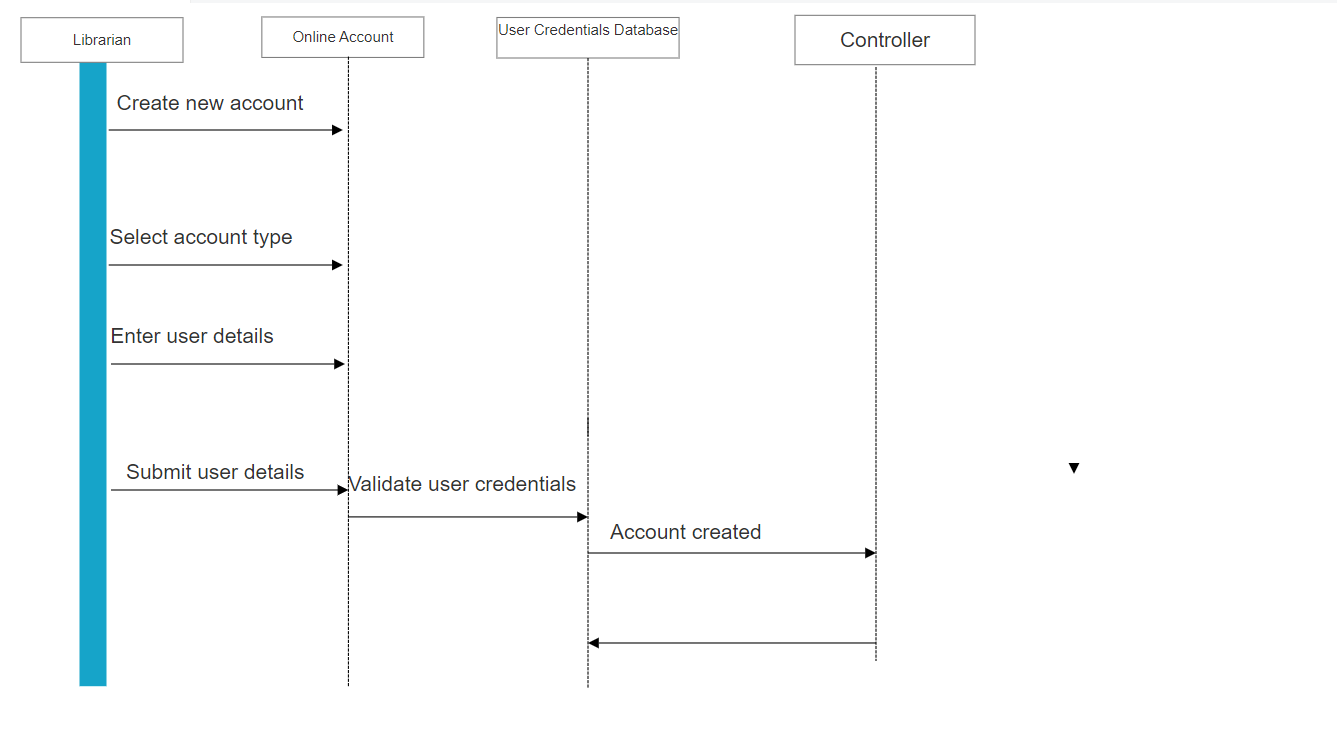 Librarian
Online Account
User Credentials Database
Controller
Create new account
Select account type
Enter user details
Submit user details
Validate user credentials
Account created